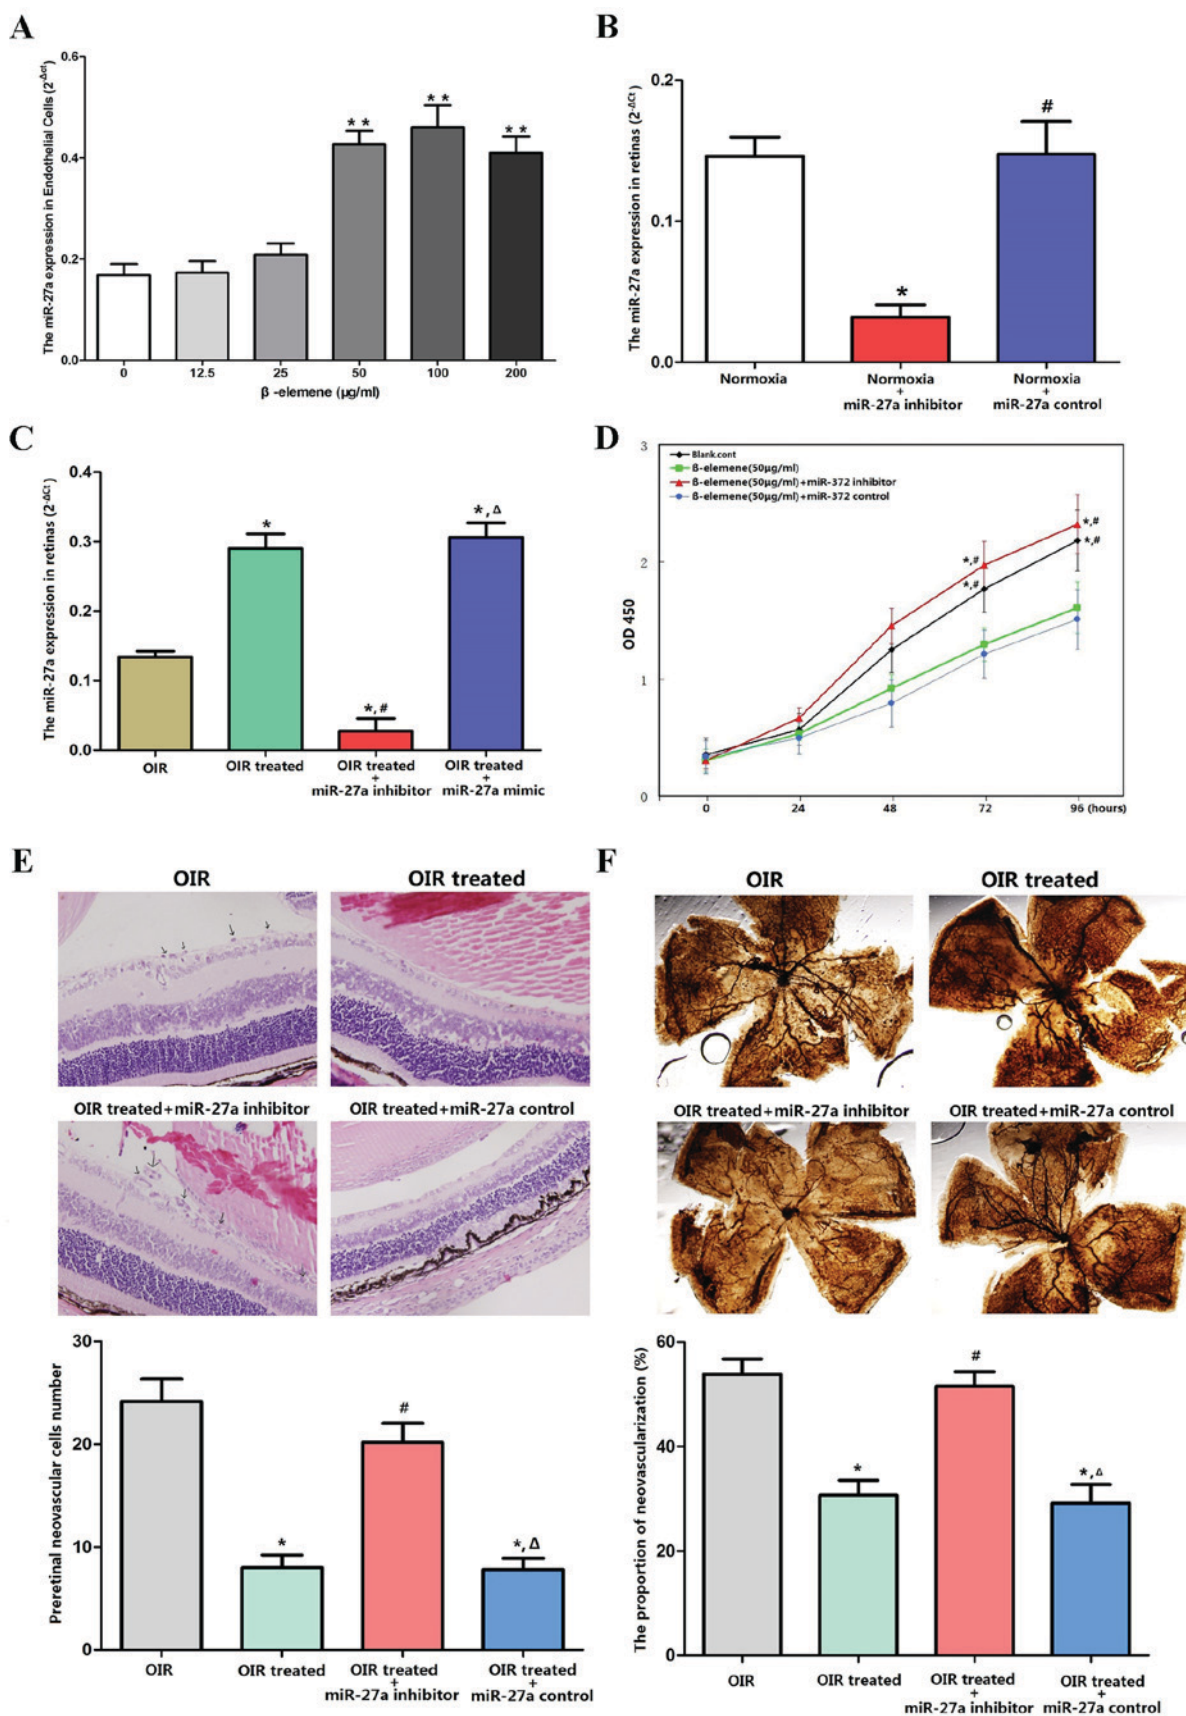 A
The miR-27a expression in Endothelial Cells (2^-Δct)
0.6
0.4
0.2
0.0
**
**
**
0
12.5
25
50
100
200
β -elemene (μg/ml)
B
The miR-27a expression in retinas (2^-ΔCt)
0.2
0.1
0.0
*
#
Normoxia
Normoxia
+
miR-27a inhibitor
Normoxia
+
miR-27a control
C
The miR-27a expression in retinas (2^-ΔCt)
0.4
0.3
0.2
0.1
0.0
*
*,#
*,Δ
OIR
OIR treated
OIR treated
+
miR-27a inhibitor
OIR treated
+
miR-27a mimic
D
OD 450
3
2
1
0
Blank.cont
ß-elemene(50μg/ml)
ß-elemene(50μg/ml)+miR-372 inhibitor
ß-elemene(50μg/ml)+miR-372 control
*,#
*,#
*,#
*,#
0
24
48
72
96 (hours)
E
OIR
OIR treated
OIR treated+miR-27a inhibitor
OIR treated+miR-27a control
Preretinal neovascular cells number
30
20
10
0
*
#
*,Δ
OIR
OIR treated
OIR treated
+
miR-27a inhibitor
OIR treated
+
miR-27a control
F
OIR
OIR treated
OIR treated+miR-27a inhibitor
OIR treated+miR-27a control
The proportion of neovascularization (%)
60
40
20
0
*
#
*,Δ
OIR
OIR treated
OIR treated
+
miR-27a inhibitor
OIR treated
+
miR-27a control